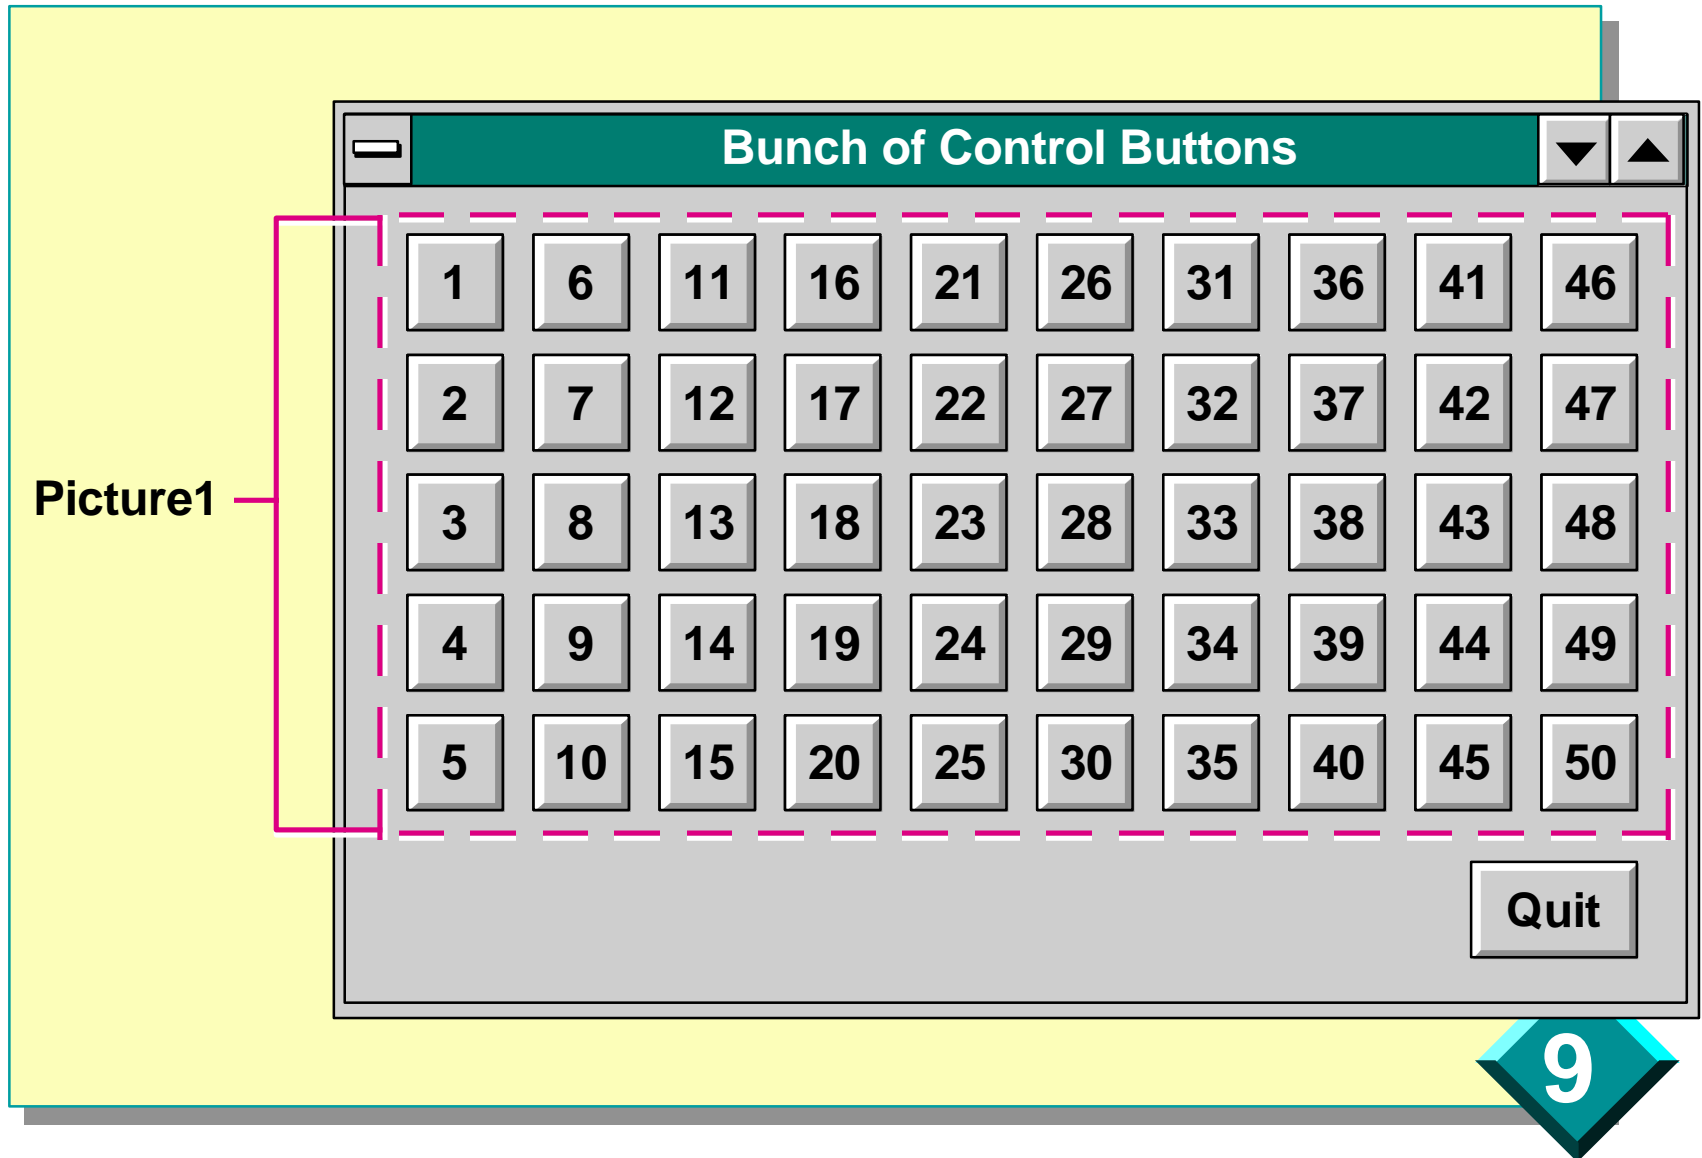 Bunch of Control Buttons
1 6 11 16 21 26 31 36 41 46
2 7 12 17 22 27 32 37 42 47
Picture1
3 8 13 18 23 28 33 38 43 48
4 9 14 19 24 29 34 39 44 49
5 10 15 20 25 30 35 40 45 50
Quit
9